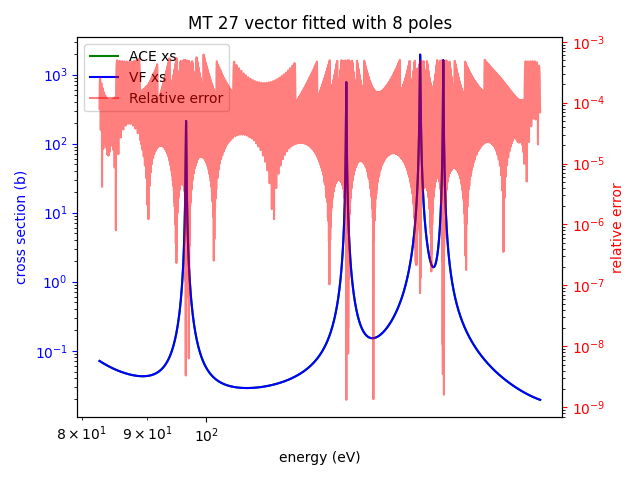 MT 27 vector fitted with 8 poles
ACE xs
VF xs
Relative error
cross section (b)
10³
10²
10¹
10⁰
10⁻¹
10⁻³
10⁻⁴
10⁻⁵
10⁻⁶
10⁻⁷
10⁻⁸
10⁻⁹
relative error
8 × 10¹ 9 × 10¹ 10²
energy (eV)